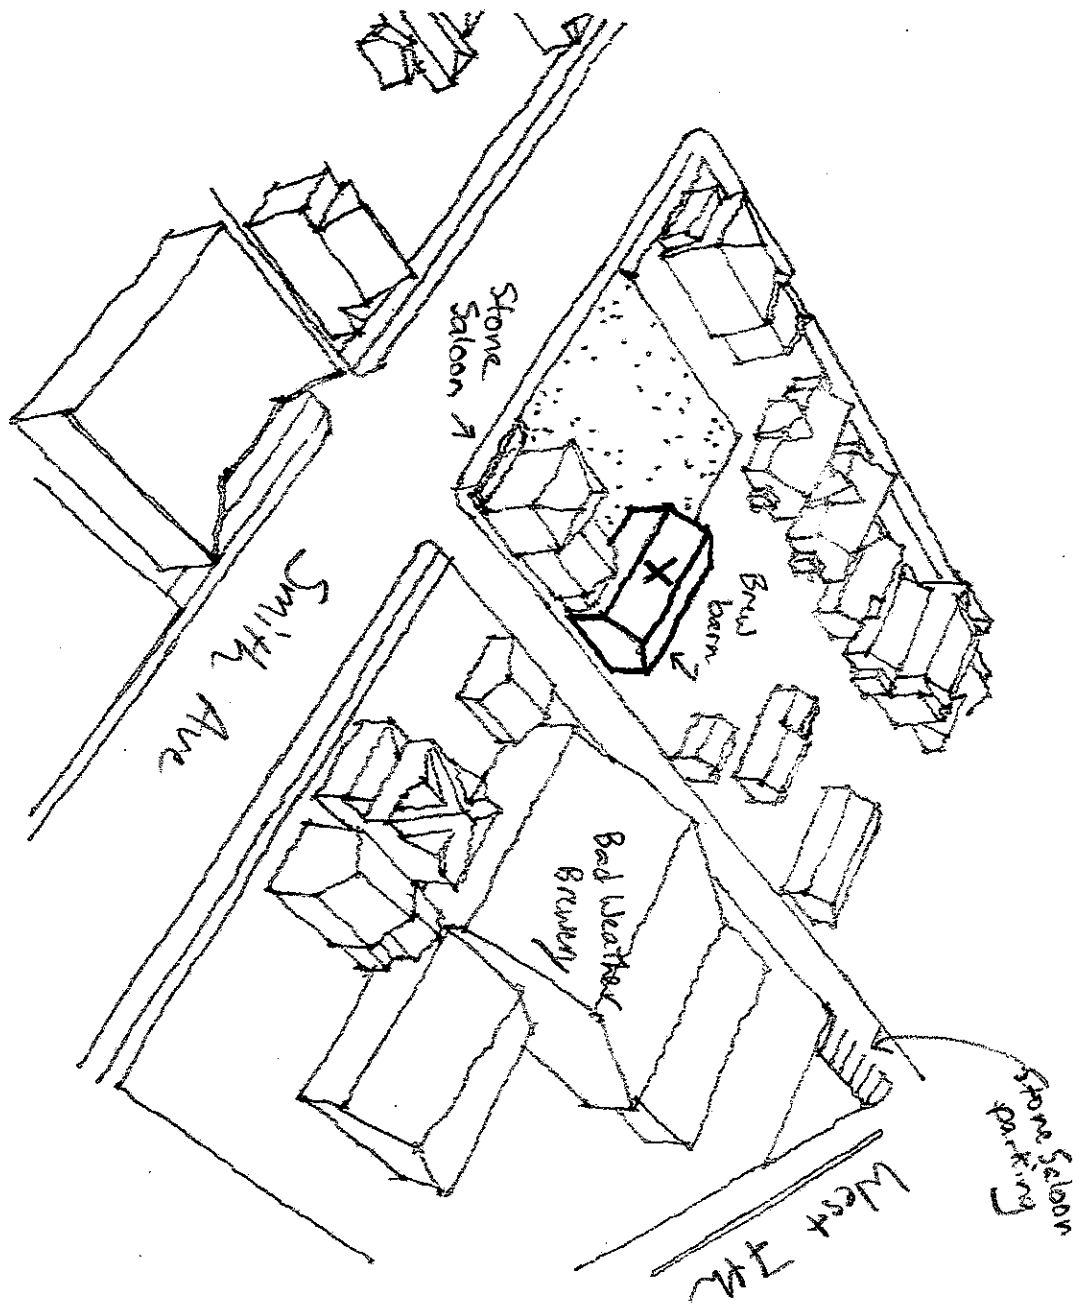 Stone
Saloon
Brew
barn
X
Smith Ave
Bad Weather
Brewery
Stone Saloon
parking
West 7th